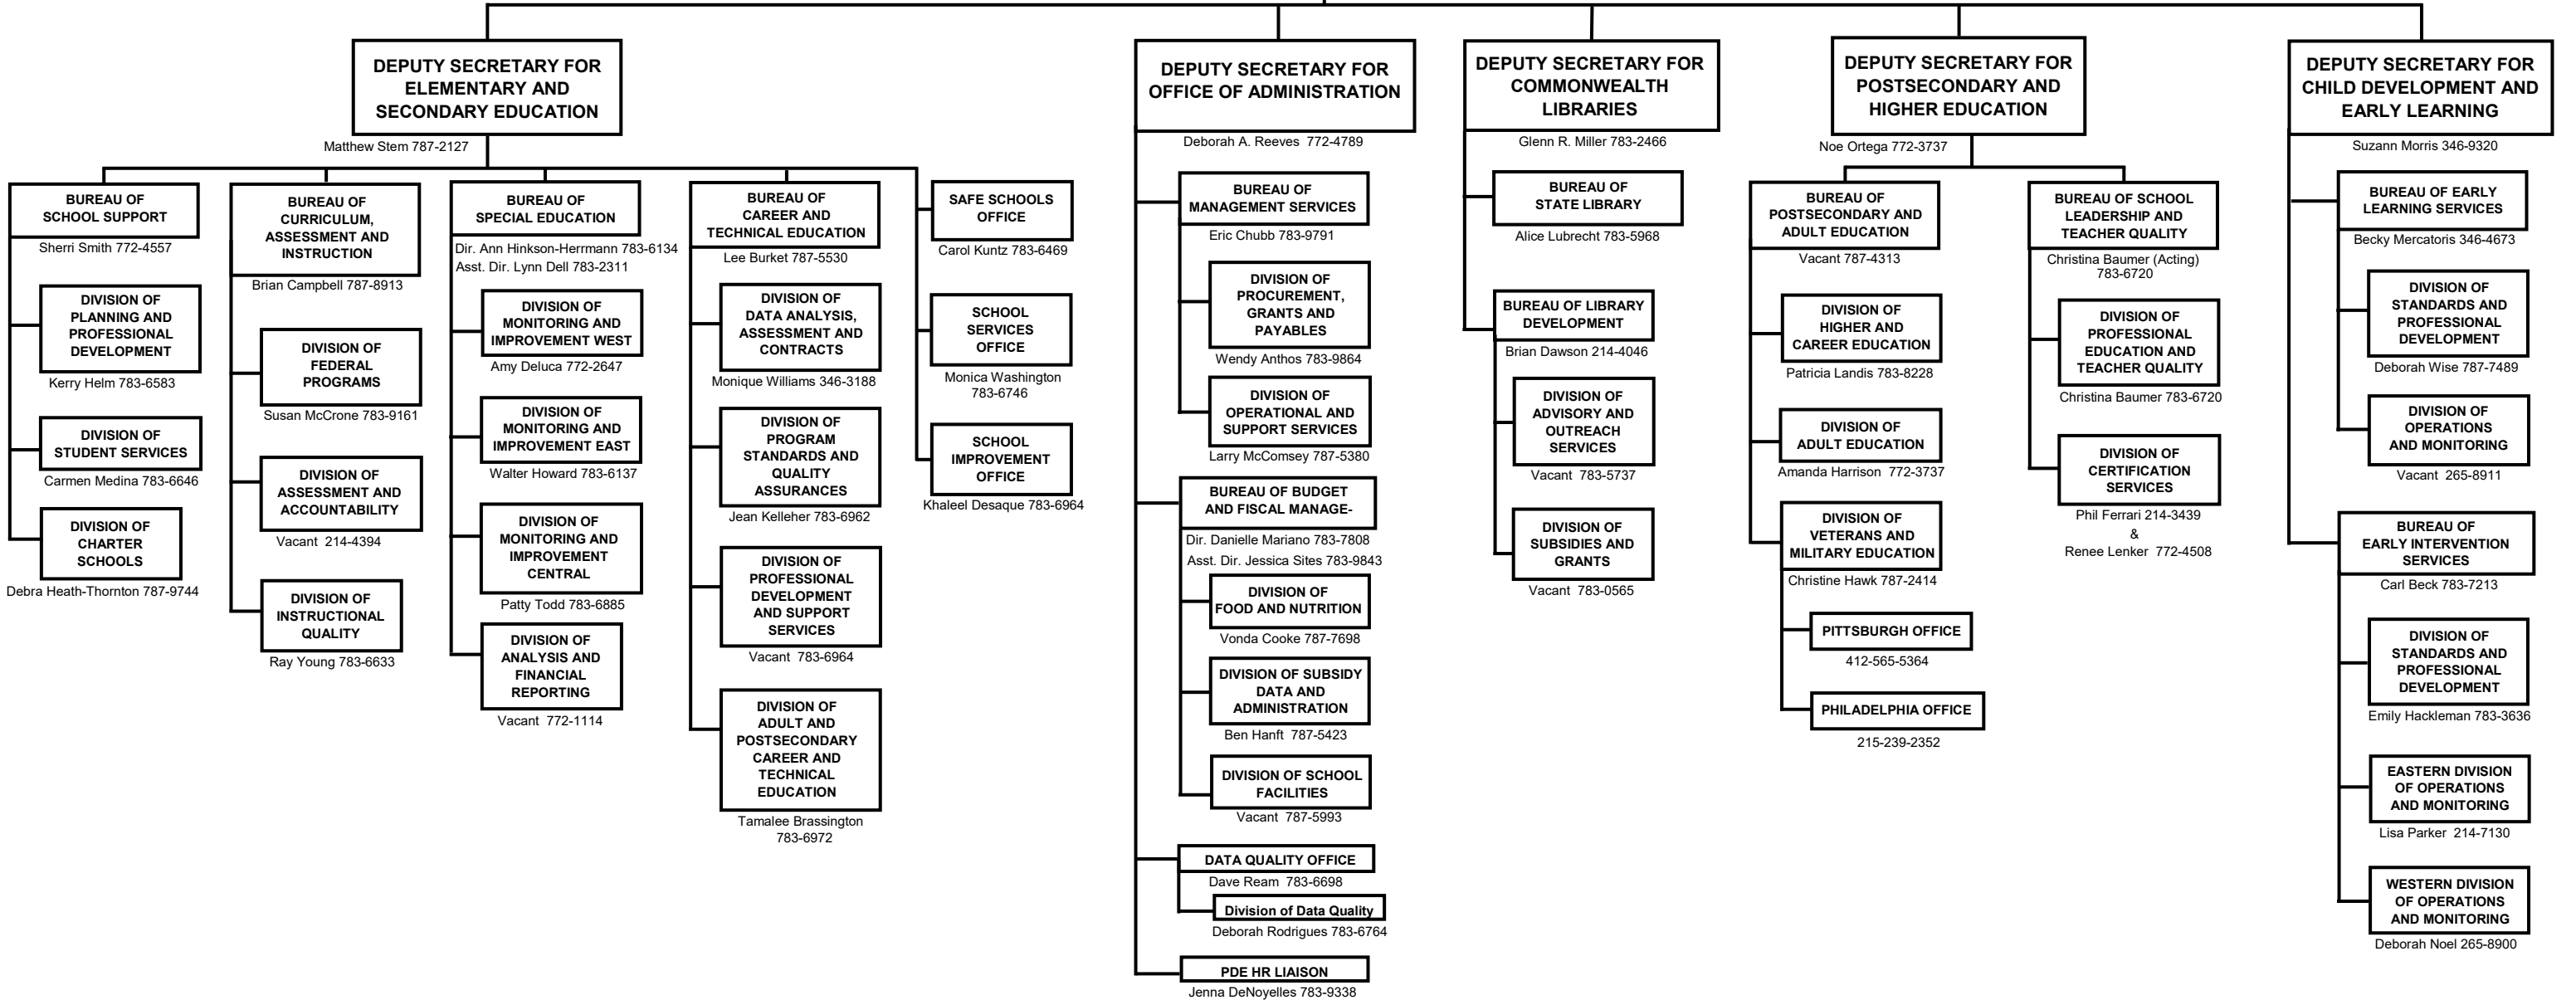 DEPUTY SECRETARY FOR
ELEMENTARY AND
SECONDARY EDUCATION
Matthew Stem 787-2127
BUREAU OF
SCHOOL SUPPORT
Sherri Smith 772-4557
DIVISION OF
PLANNING AND
PROFESSIONAL
DEVELOPMENT
Kerry Helm 783-6583
DIVISION OF
STUDENT SERVICES
Carmen Medina 783-6646
DIVISION OF
CHARTER
SCHOOLS
Debra Heath-Thornton 787-9744
BUREAU OF
CURRICULUM,
ASSESSMENT AND
INSTRUCTION
Brian Campbell 787-8913
DIVISION OF
FEDERAL
PROGRAMS
Susan McCrone 783-9161
DIVISION OF
ASSESSMENT AND
ACCOUNTABILITY
Vacant 214-4394
DIVISION OF
INSTRUCTIONAL
QUALITY
Ray Young 783-6633
BUREAU OF
SPECIAL EDUCATION
Dir. Ann Hinkson-Herrmann 783-6134
Asst. Dir. Lynn Dell 783-2311
DIVISION OF
MONITORING AND
IMPROVEMENT WEST
Amy Deluca 772-2647
DIVISION OF
MONITORING AND
IMPROVEMENT EAST
Walter Howard 783-6137
DIVISION OF
MONITORING AND
IMPROVEMENT
CENTRAL
Patty Todd 783-6885
DIVISION OF
ANALYSIS AND
FINANCIAL
REPORTING
Vacant 772-1114
BUREAU OF
CAREER AND
TECHNICAL EDUCATION
Lee Burket 787-5530
DIVISION OF
DATA ANALYSIS,
ASSESSMENT AND
CONTRACTS
Monique Williams 346-3188
DIVISION OF
PROGRAM
STANDARDS AND
QUALITY
ASSURANCES
Jean Kelleher 783-6962
DIVISION OF
PROFESSIONAL
DEVELOPMENT
AND SUPPORT
SERVICES
Vacant 783-6964
DIVISION OF
ADULT AND
POSTSECONDARY
CAREER AND
TECHNICAL
EDUCATION
Tamalee Brassington
783-6972
SAFE SCHOOLS
OFFICE
Carol Kuntz 783-6469
SCHOOL
SERVICES
OFFICE
Monica Washington
783-6746
SCHOOL
IMPROVEMENT
OFFICE
Khaleel Desaque 783-6964
DEPUTY SECRETARY FOR
OFFICE OF ADMINISTRATION
Deborah A. Reeves 772-4789
BUREAU OF
MANAGEMENT SERVICES
Eric Chubb 783-9791
DIVISION OF
PROCUREMENT,
GRANTS AND
PAYABLES
Wendy Anthos 783-9864
DIVISION OF
OPERATIONAL AND
SUPPORT SERVICES
Larry McComsey 787-5380
BUREAU OF BUDGET
AND FISCAL MANAGE-
Dir. Danielle Mariano 783-7808
Asst. Dir. Jessica Sites 783-9843
DIVISION OF
FOOD AND NUTRITION
Vonda Cooke 787-7698
DIVISION OF SUBSIDY
DATA AND
ADMINISTRATION
Ben Hanft 787-5423
DIVISION OF SCHOOL
FACILITIES
Vacant 787-5993
DATA QUALITY OFFICE
Dave Ream 783-6698
Division of Data Quality
Deborah Rodrigues 783-6764
PDE HR LIAISON
Jenna DeNoyelles 783-9338
DEPUTY SECRETARY FOR
COMMONWEALTH
LIBRARIES
Glenn R. Miller 783-2466
BUREAU OF
STATE LIBRARY
Alice Lubrecht 783-5968
BUREAU OF LIBRARY
DEVELOPMENT
Brian Dawson 214-4046
DIVISION OF
ADVISORY AND
OUTREACH
SERVICES
Vacant 783-5737
DIVISION OF
SUBSIDIES AND
GRANTS
Vacant 783-0565
DEPUTY SECRETARY FOR
POSTSECONDARY AND
HIGHER EDUCATION
Noe Ortega 772-3737
BUREAU OF
POSTSECONDARY AND
ADULT EDUCATION
Vacant 787-4313
DIVISION OF
HIGHER AND
CAREER EDUCATION
Patricia Landis 783-8228
DIVISION OF
ADULT EDUCATION
Amanda Harrison 772-3737
DIVISION OF
VETERANS AND
MILITARY EDUCATION
Christine Hawk 787-2414
PITTSBURGH OFFICE
412-565-5364
PHILADELPHIA OFFICE
215-239-2352
BUREAU OF SCHOOL
LEADERSHIP AND
TEACHER QUALITY
Christina Baumer (Acting)
783-6720
DIVISION OF
PROFESSIONAL
EDUCATION AND
TEACHER QUALITY
Christina Baumer 783-6720
DIVISION OF
CERTIFICATION
SERVICES
Phil Ferrari 214-3439
&
Renee Lenker 772-4508
DEPUTY SECRETARY FOR
CHILD DEVELOPMENT AND
EARLY LEARNING
Suzann Morris 346-9320
BUREAU OF EARLY
LEARNING SERVICES
Becky Mercatoris 346-4673
DIVISION OF
STANDARDS AND
PROFESSIONAL
DEVELOPMENT
Deborah Wise 787-7489
DIVISION OF
OPERATIONS
AND MONITORING
Vacant 265-8911
BUREAU OF
EARLY INTERVENTION
SERVICES
Carl Beck 783-7213
DIVISION OF
STANDARDS AND
PROFESSIONAL
DEVELOPMENT
Emily Hackleman 783-3636
EASTERN DIVISION
OF OPERATIONS
AND MONITORING
Lisa Parker 214-7130
WESTERN DIVISION
OF OPERATIONS
AND MONITORING
Deborah Noel 265-8900